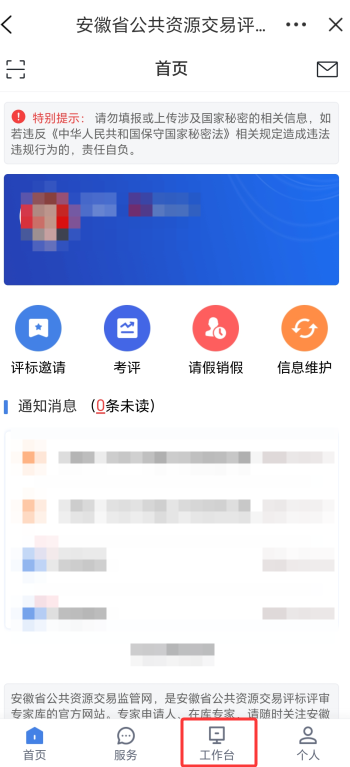 安徽省公共资源交易评...
首页
特别提示： 请勿填报或上传涉及国家秘密的相关信息，如
若违反《中华人民共和国保守国家秘密法》相关规定造成违法
违规行为的，责任自负。
评标邀请 考评 请假销假 信息维护
通知消息 （0条未读）
安徽省公共资源交易监管网，是安徽省公共资源交易评标评审
专家库的官方网站。专家申请人、在库专家，请随时关注安徽
首页 服务 工作台 个人